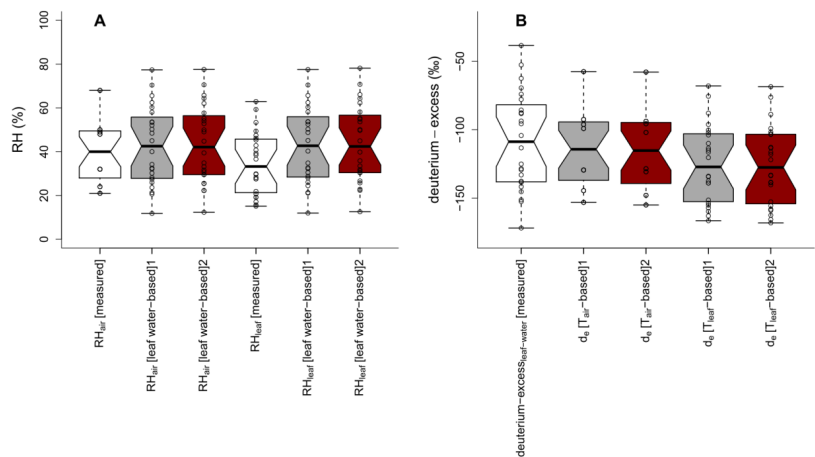 A
RH (%)
100
80
60
40
20
0
RHair [measured]
RHair [leaf water−based]1
RHair [leaf water−based]2
RHleaf [measured]
RHleaf [leaf water−based]1
RHleaf [leaf water−based]2
B
deuterium−excess (‰)
−50
−100
−150
deuterium−excessleaf−water [measured]
de [Tair−based]1
de [Tair−based]2
de [Tleaf−based]1
de [Tleaf−based]2